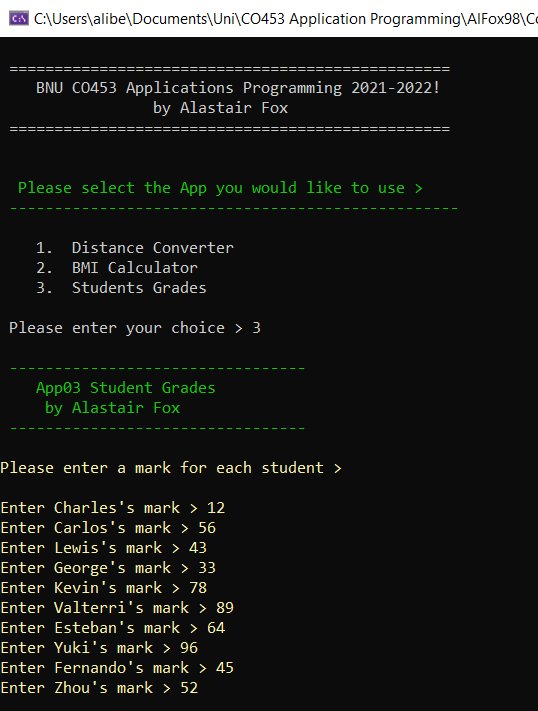 C:\Users\alibe\Documents\Uni\CO453 Application Programming\AlFox98\Co
=================================================
BNU CO453 Applications Programming 2021-2022!
by Alastair Fox
=================================================
Please select the App you would like to use >
--------------------------------------------------
1. Distance Converter
2. BMI Calculator
3. Students Grades
Please enter your choice > 3
---------------------------------
App03 Student Grades
by Alastair Fox
---------------------------------
Please enter a mark for each student >
Enter Charles's mark > 12
Enter Carlos's mark > 56
Enter Lewis's mark > 43
Enter George's mark > 33
Enter Kevin's mark > 78
Enter Valterri's mark > 89
Enter Esteban's mark > 64
Enter Yuki's mark > 96
Enter Fernando's mark > 45
Enter Zhou's mark > 52